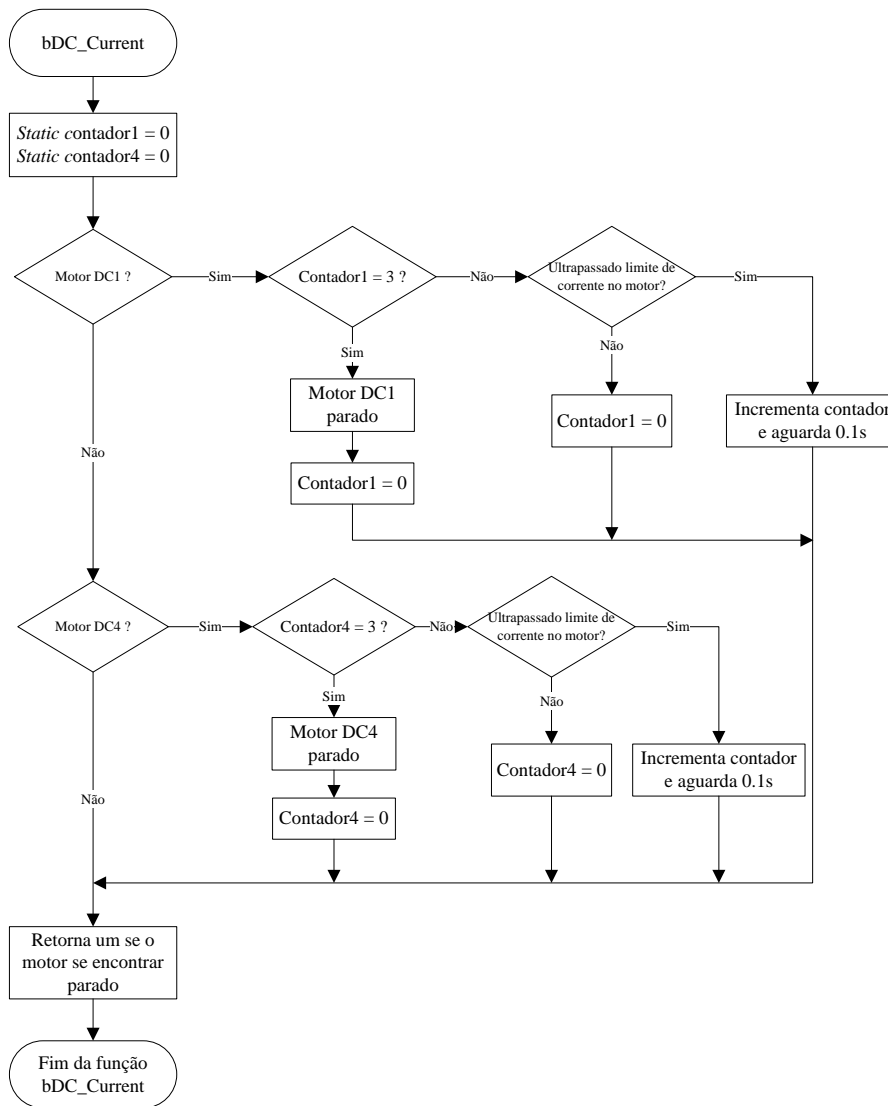 bDC_Current
Static contador1 = 0
Static contador4 = 0
Motor DC1 ?
Sim
Contador1 = 3 ?
Não
Ultrapassado limite de
corrente no motor?
Sim
Sim
Não
Motor DC1
parado
Contador1 = 0
Incrementa contador
e aguarda 0.1s
Não
Contador1 = 0
Motor DC4 ?
Sim
Contador4 = 3 ?
Não
Ultrapassado limite de
corrente no motor?
Sim
Sim
Não
Motor DC4
parado
Contador4 = 0
Incrementa contador
e aguarda 0.1s
Não
Contador4 = 0
Retorna um se o
motor se encontrar
parado
Fim da função
bDC_Current